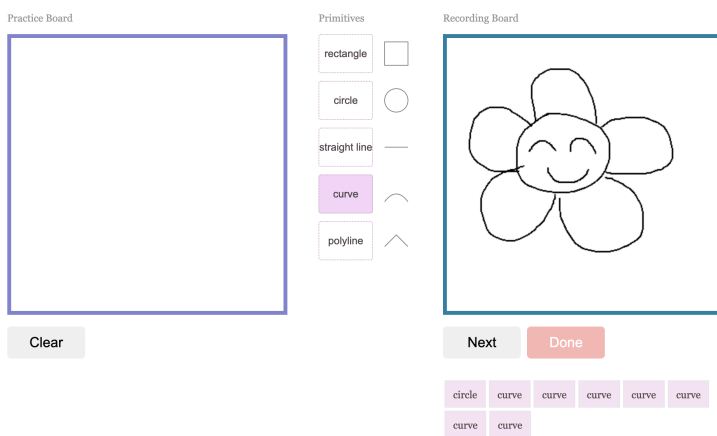 Practice Board
Primitives
Recording Board
rectangle
circle
straight line
curve
polyline
Clear
Next
Done
circle curve curve curve curve curve
curve curve